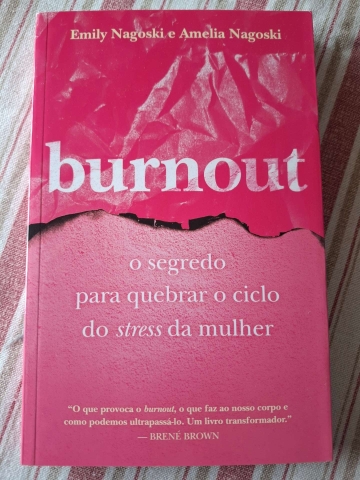 Emily Nagoski e Amelia Nagoski
burnout
o segredo
para quebrar o ciclo
do stress da mulher
“O que provoca o burnout, o que faz ao nosso corpo e
como podemos ultrapassá-lo. Um livro transformador.”
— BRENÉ BROWN